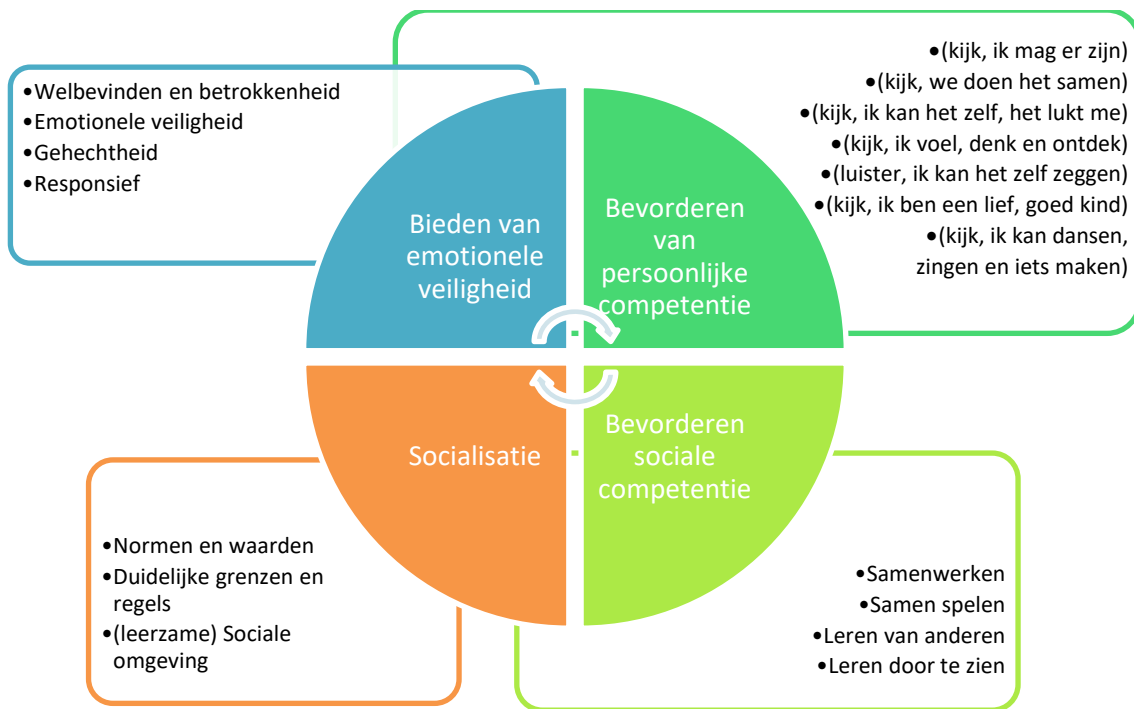 •Welbevinden en betrokkenheid
•Emotionele veiligheid
•Gehechtheid
•Responsief
•(kijk, ik mag er zijn)
•(kijk, we doen het samen)
•(kijk, ik kan het zelf, het lukt me)
•(kijk, ik voel, denk en ontdek)
•(luister, ik kan het zelf zeggen)
•(kijk, ik ben een lief, goed kind)
•(kijk, ik kan dansen,
zingen en iets maken)
Bieden van
emotionele
veiligheid
Bevorderen
van
persoonlijke
competentie
Socialisatie
Bevorderen
sociale
competentie
•Normen en waarden
•Duidelijke grenzen en
regels
•(leerzame) Sociale
omgeving
•Samenwerken
•Samen spelen
•Leren van anderen
•Leren door te zien